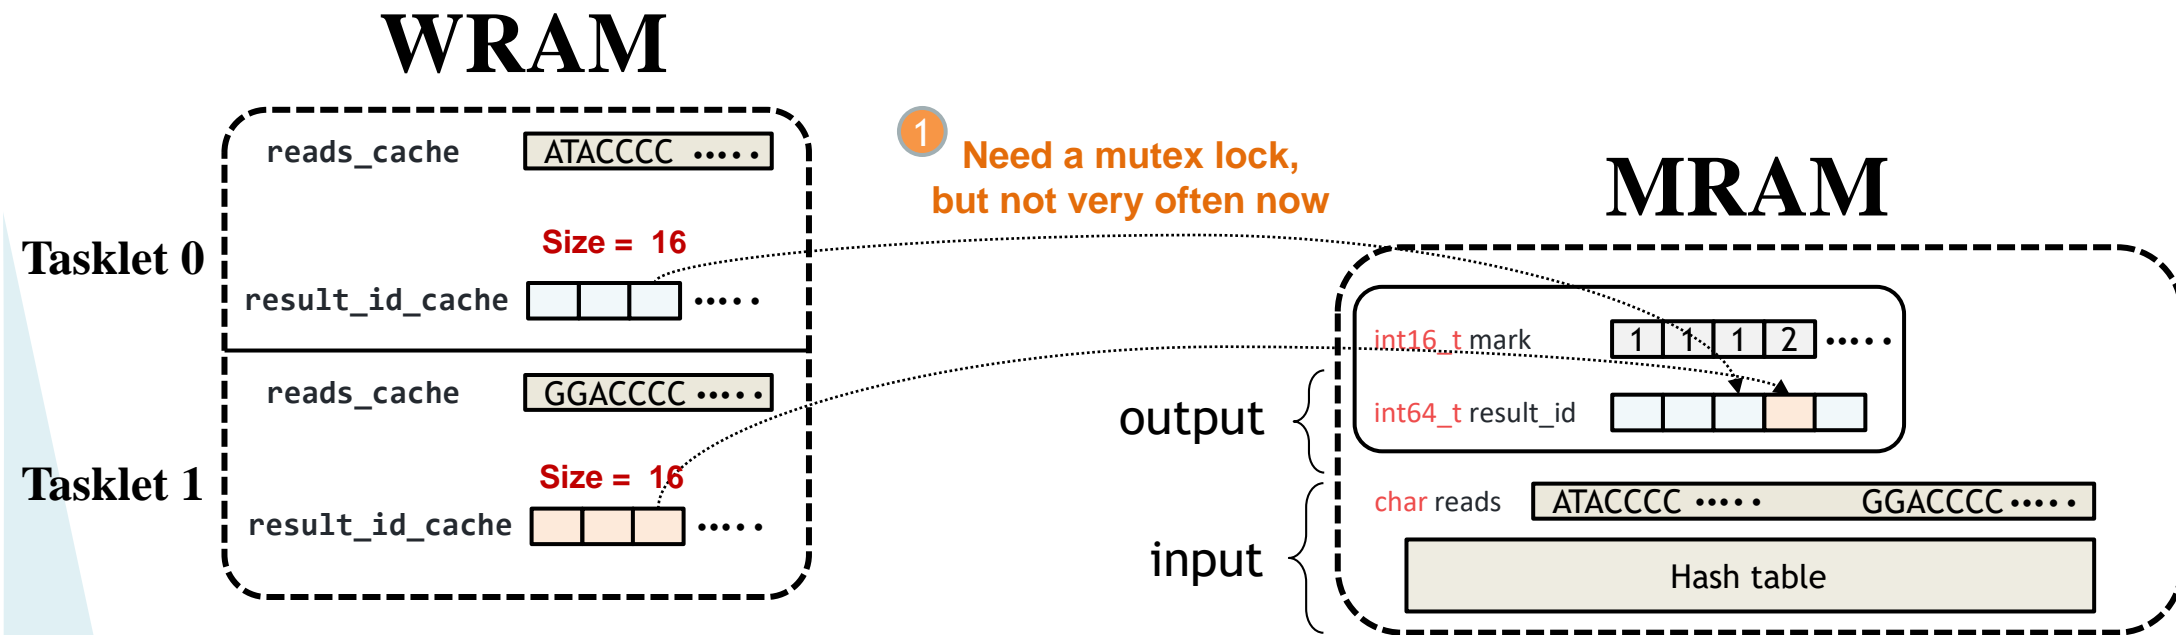 WRAM
reads_cache ATACCCC •••••
Size = 16
Tasklet 0
result_id_cache •••••
reads_cache GGACCCC •••••
Size = 16
Tasklet 1
result_id_cache •••••
1
Need a mutex lock,
but not very often now
MRAM
int16_t mark 1 1 1 2 •••••
output
int64_t result_id
char reads ATACCCC ••••• GGACCCC •••••
input
Hash table